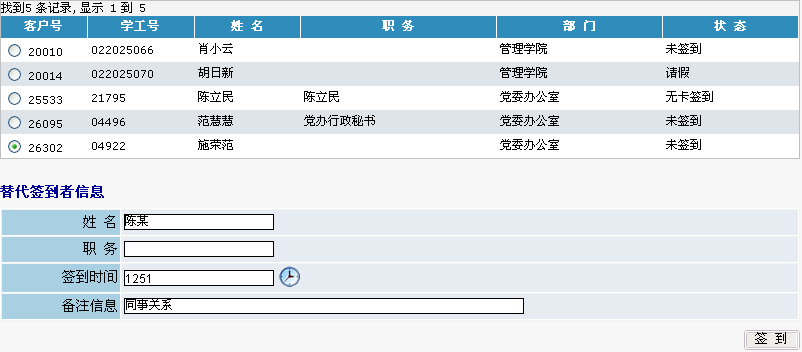 找到5 条记录, 显示 1 到 5
客户号 学工号 姓 名 职 务 部 门 状 态
20010 022025066 肖小云 管理学院 未签到
20014 022025070 胡日新 管理学院 请假
25533 21795 陈立民 陈立民 党委办公室 无卡签到
26095 04496 范慧慧 党办行政秘书 党委办公室 未签到
26302 04922 施荣范 党委办公室 未签到
替代签到者信息
姓 名 陈某
职 务
签到时间 1251
备注信息 同事关系
签 到